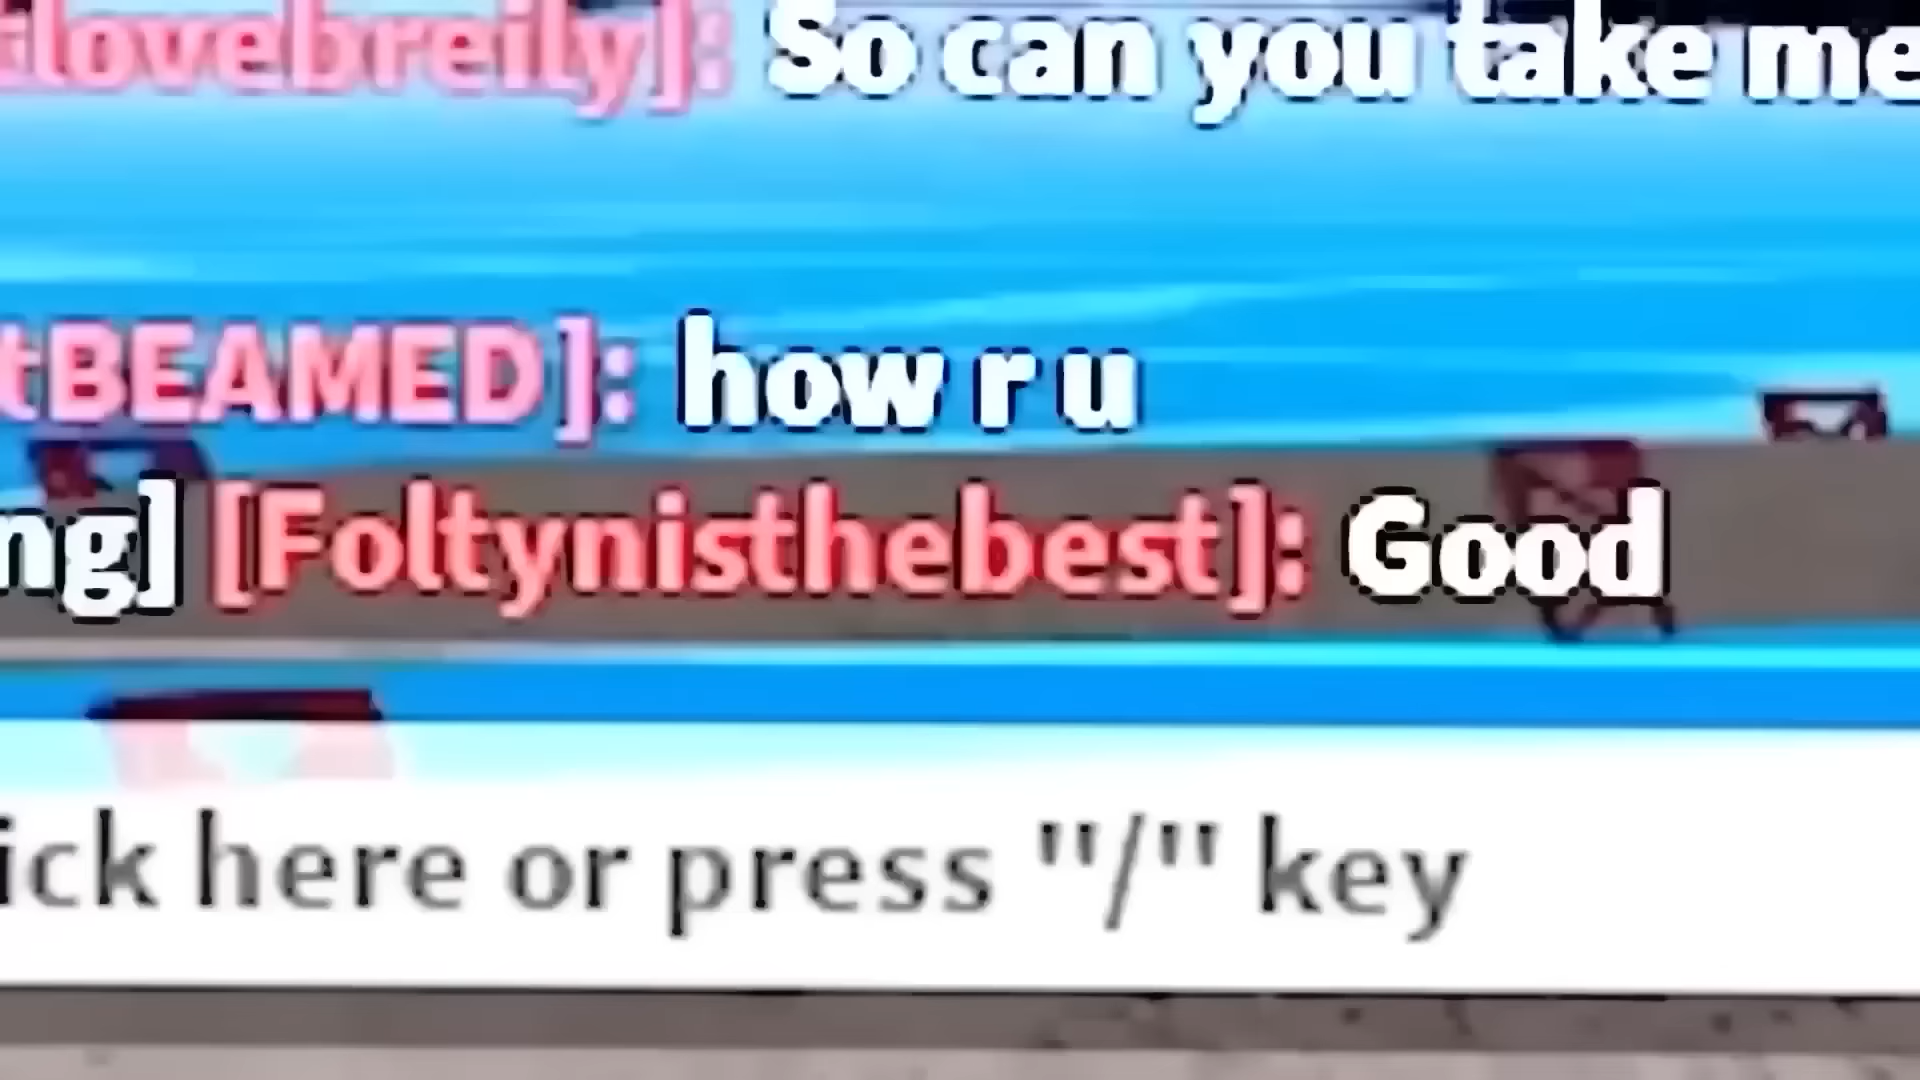 ilovebreily]: So can you take me
tBEAMED]: how r u
ng] [Foltynisthebest]: Good
ick here or press "/" key